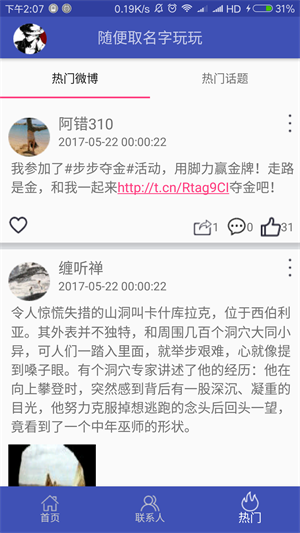 下午2:07
0.19K/s
HD
31%
随便取名字玩玩
热门微博
热门话题
阿错310
2017-05-22 00:00:22
我参加了#步步夺金#活动，用脚力赢金牌！走路
是金，和我一起来http://t.cn/Rtag9CI夺金吧！
1
0
31
缠听禅
2017-05-22 00:00:22
令人惊慌失措的山洞叫卡什库拉克，位于西伯利
亚。其外表并不独特，和周围几百个洞穴大同小
异，可人们一踏入里面，就举步艰难，心就像提
到嗓子眼。有个洞穴专家讲述了他的经历：他在
向上攀登时，突然感到背后有一股深沉、凝重的
目光，他努力克服掉想逃跑的念头后回头一望，
竟看到了一个中年巫师的形状。
首页
联系人
热门